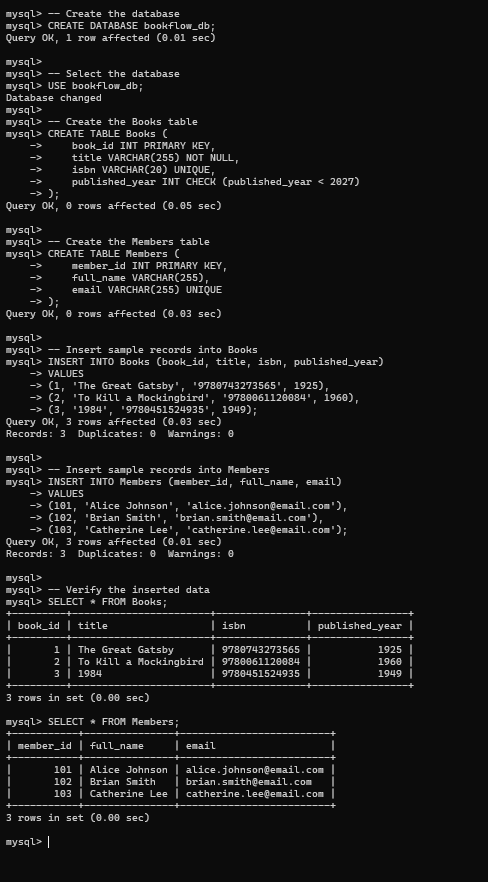 mysql> -- Create the database
mysql> CREATE DATABASE bookflow_db;
Query OK, 1 row affected (0.01 sec)

mysql>
mysql> -- Select the database
mysql> USE bookflow_db;
Database changed
mysql>
mysql> -- Create the Books table
mysql> CREATE TABLE Books (
    ->     book_id INT PRIMARY KEY,
    ->     title VARCHAR(255) NOT NULL,
    ->     isbn VARCHAR(20) UNIQUE,
    ->     published_year INT CHECK (published_year < 2027)
    -> );
Query OK, 0 rows affected (0.05 sec)

mysql>
mysql> -- Create the Members table
mysql> CREATE TABLE Members (
    ->     member_id INT PRIMARY KEY,
    ->     full_name VARCHAR(255),
    ->     email VARCHAR(255) UNIQUE
    -> );
Query OK, 0 rows affected (0.03 sec)

mysql>
mysql> -- Insert sample records into Books
mysql> INSERT INTO Books (book_id, title, isbn, published_year)
    -> VALUES
    -> (1, 'The Great Gatsby', '9780743273565', 1925),
    -> (2, 'To Kill a Mockingbird', '9780061120084', 1960),
    -> (3, '1984', '9780451524935', 1949);
Query OK, 3 rows affected (0.03 sec)
Records: 3  Duplicates: 0  Warnings: 0

mysql>
mysql> -- Insert sample records into Members
mysql> INSERT INTO Members (member_id, full_name, email)
    -> VALUES
    -> (101, 'Alice Johnson', 'alice.johnson@email.com'),
    -> (102, 'Brian Smith', 'brian.smith@email.com'),
    -> (103, 'Catherine Lee', 'catherine.lee@email.com');
Query OK, 3 rows affected (0.01 sec)
Records: 3  Duplicates: 0  Warnings: 0

mysql>
mysql> -- Verify the inserted data
mysql> SELECT * FROM Books;
+---------+-----------------------+---------------+----------------+
| book_id | title                 | isbn          | published_year |
+---------+-----------------------+---------------+----------------+
|       1 | The Great Gatsby      | 9780743273565 |           1925 |
|       2 | To Kill a Mockingbird | 9780061120084 |           1960 |
|       3 | 1984                  | 9780451524935 |           1949 |
+---------+-----------------------+---------------+----------------+
3 rows in set (0.00 sec)

mysql> SELECT * FROM Members;
+-----------+---------------+-------------------------+
| member_id | full_name     | email                   |
+-----------+---------------+-------------------------+
|       101 | Alice Johnson | alice.johnson@email.com |
|       102 | Brian Smith   | brian.smith@email.com   |
|       103 | Catherine Lee | catherine.lee@email.com |
+-----------+---------------+-------------------------+
3 rows in set (0.00 sec)

mysql>